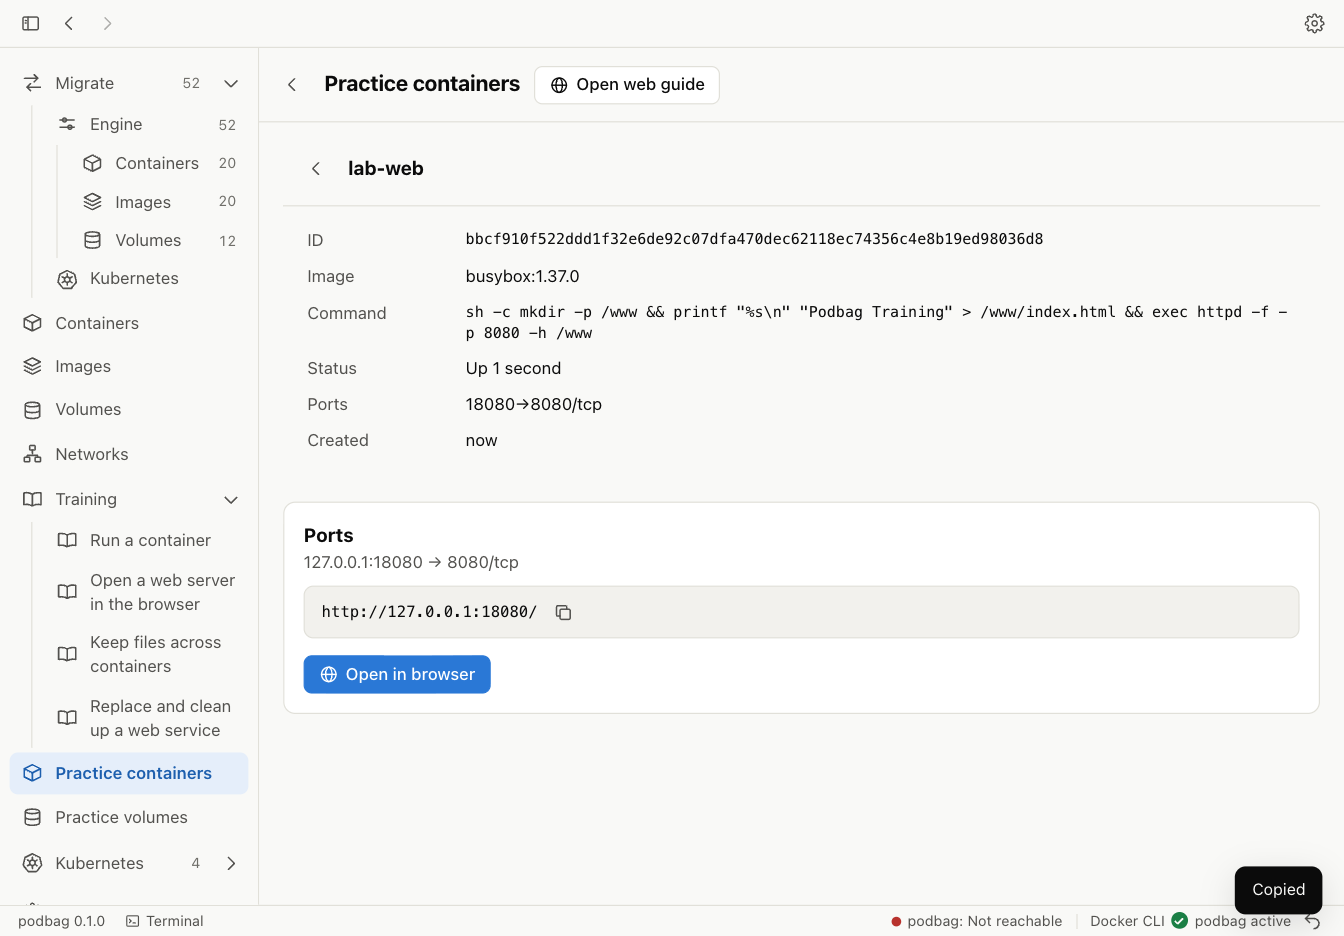 Migrate 52
Engine 52
Containers 20
Images 20
Volumes 12
Kubernetes
Containers
Images
Volumes
Networks
Training
Run a container
Open a web server
in the browser
Keep files across
containers
Replace and clean
up a web service
Practice containers
Practice volumes
Kubernetes 4
Practice containers
Open web guide
lab-web
ID bbcf910f522ddd1f32e6de92c07dfa470dec62118ec74356c4e8b19ed98036d8
Image busybox:1.37.0
Command sh -c mkdir -p /www && printf "%s\n" "Podbag Training" > /www/index.html && exec httpd -f -
p 8080 -h /www
Status Up 1 second
Ports 18080→8080/tcp
Created now
Ports
127.0.0.1:18080 → 8080/tcp
http://127.0.0.1:18080/
Open in browser
Copied
podbag 0.1.0 Terminal
podbag: Not reachable Docker CLI podbag active